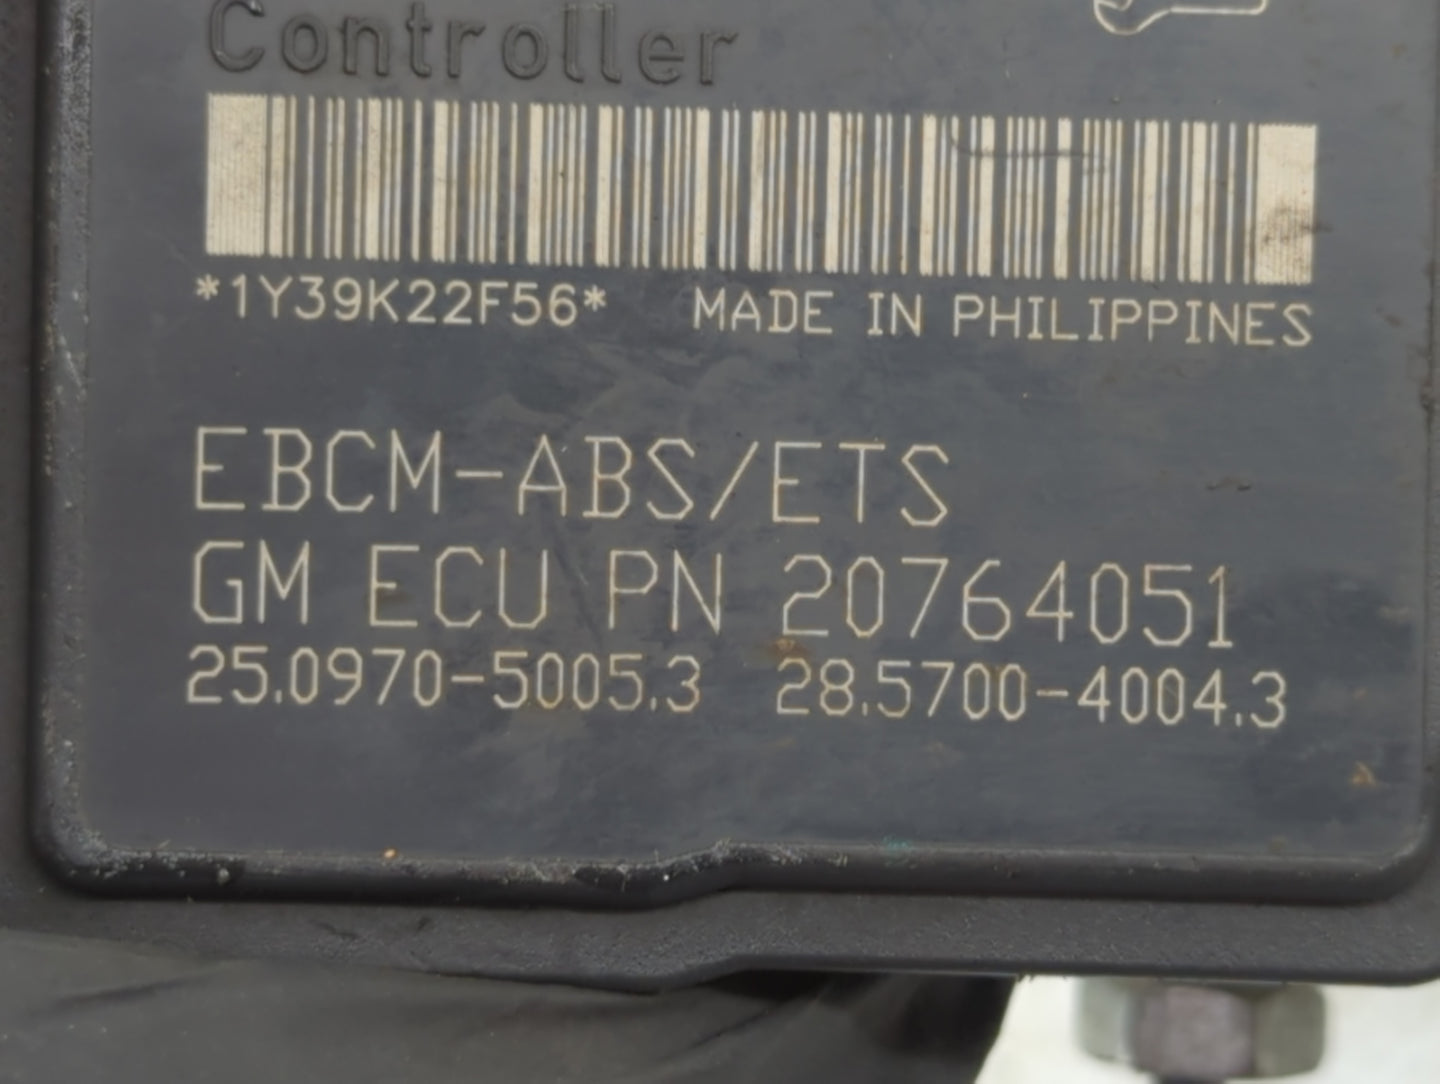 Controller
*1Y39K22F56* MADE IN PHILIPPINES
EBCM-ABS/ETS
GM ECU PN 20764051
25.0970-5005.3 28.5700-4004.3